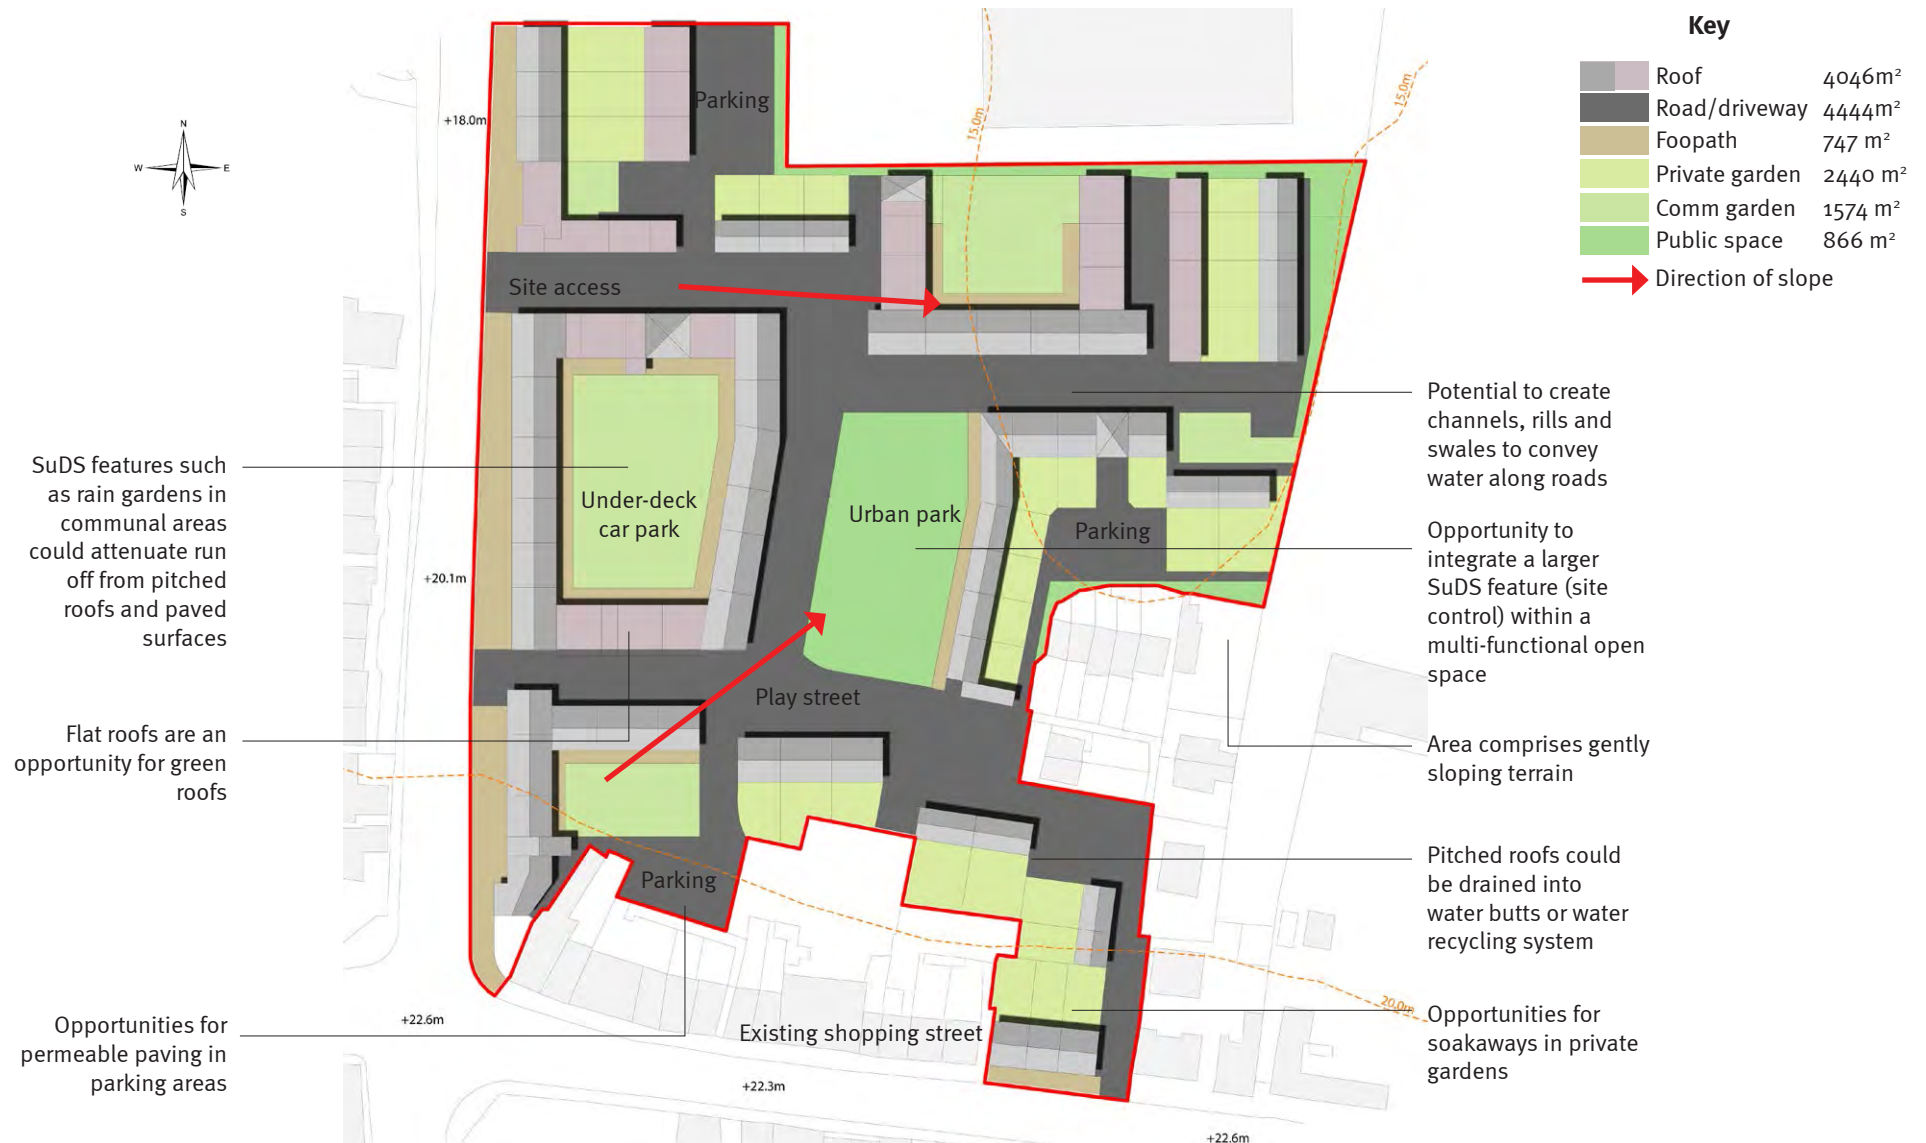 Key
Roof 4046m²
Road/driveway 4444m²
Foopath 747 m²
Private garden 2440 m²
Comm garden 1574 m²
Public space 866 m²
Direction of slope
N
W E
S
+18.0m
Parking
15.0m
15.0m
Site access
Under-deck
car park
Urban park
Parking
+20.1m
Play street
Parking
+22.6m
Existing shopping street
20.0m
+22.3m
+22.6m
SuDS features such
as rain gardens in
communal areas
could attenuate run
off from pitched
roofs and paved
surfaces
Flat roofs are an
opportunity for green
roofs
Opportunities for
permeable paving in
parking areas
Potential to create
channels, rills and
swales to convey
water along roads
Opportunity to
integrate a larger
SuDS feature (site
control) within a
multi-functional open
space
Area comprises gently
sloping terrain
Pitched roofs could
be drained into
water butts or water
recycling system
Opportunities for
soakaways in private
gardens